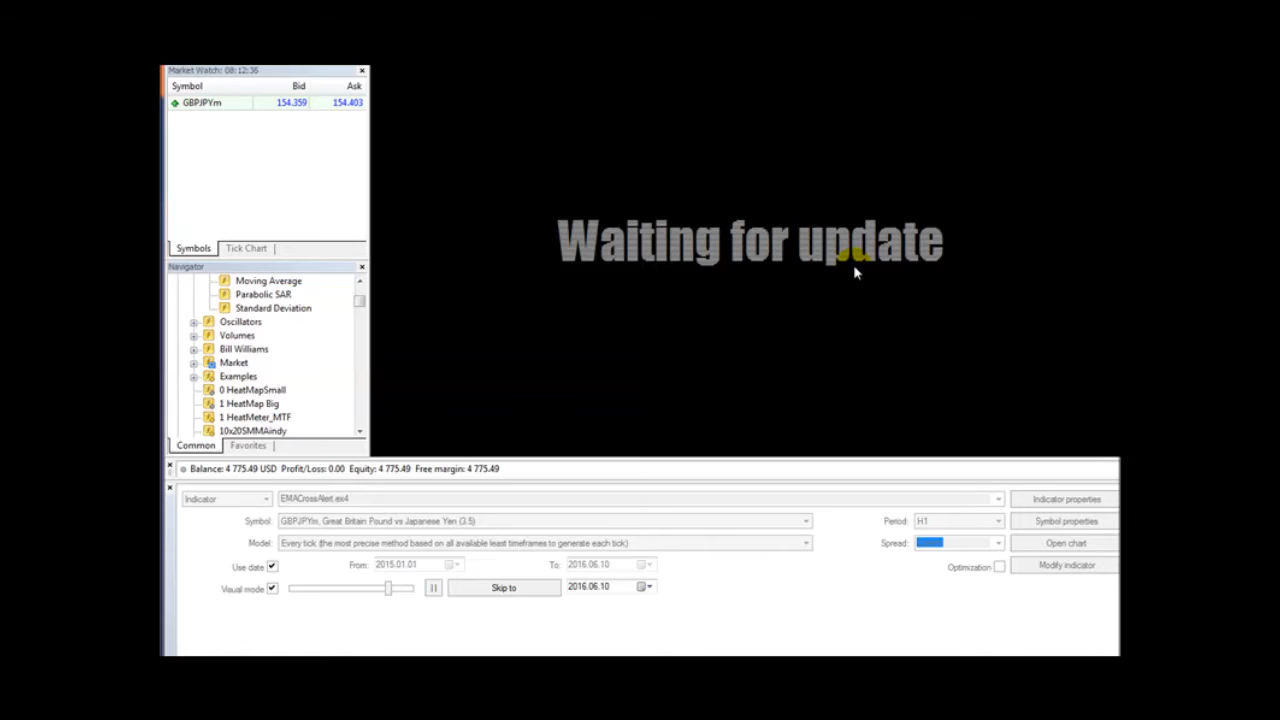 Market Watch: 08:12:36
Symbol Bid Ask
GBPJPYm 154.359 154.403
Symbols Tick Chart
Waiting for update
Navigator
Moving Average
Parabolic SAR
Standard Deviation
Oscillators
Volumes
Bill Williams
Market
Examples
0 HeatMapSmall
1 HeatMap Big
1 HeatMeter_MTF
10x20SMMAindy
Common Favorites
Balance: 4 775.49 USD Profit/Loss: 0.00 Equity: 4 775.49 Free margin: 4 775.49
Indicator EMACrossAlert.ex4 Indicator properties
Symbol: GBPJPYm, Great Britain Pound vs Japanese Yen (3.5) Period: H1 Symbol properties
Model: Every tick (the most precise method based on all available least timeframes to generate each tick) Spread: Open chart
Use date From: 2015.01.01 To: 2016.06.10 Optimization Modify indicator
Visual mode Skip to 2016.06.10